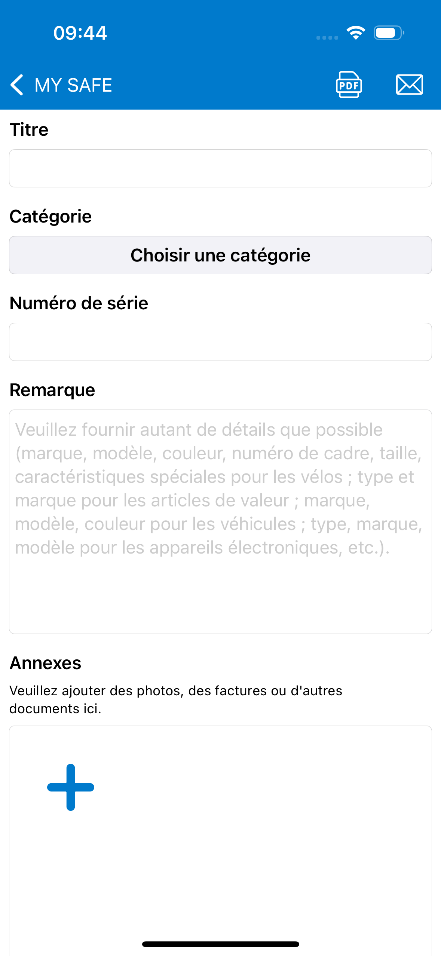 09:44
MY SAFE
PDF
Titre
Catégorie
Choisir une catégorie
Numéro de série
Remarque
Veuillez fournir autant de détails que possible
(marque, modèle, couleur, numéro de cadre, taille,
caractéristiques spéciales pour les vélos ; type et
marque pour les articles de valeur ; marque,
modèle, couleur pour les véhicules ; type, marque,
modèle pour les appareils électroniques, etc.).
Annexes
Veuillez ajouter des photos, des factures ou d'autres
documents ici.